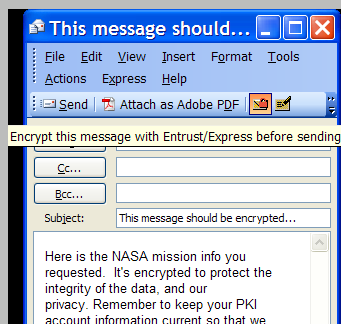 This message should...
File Edit View Insert Format Tools
Actions Express Help
Send Attach as Adobe PDF
Encrypt this message with Entrust/Express before sending
Cc...
Bcc...
Subject: This message should be encrypted...
Here is the NASA mission info you
requested. It's encrypted to protect the
integrity of the data, and our
privacy. Remember to keep your PKI
account information current so that we